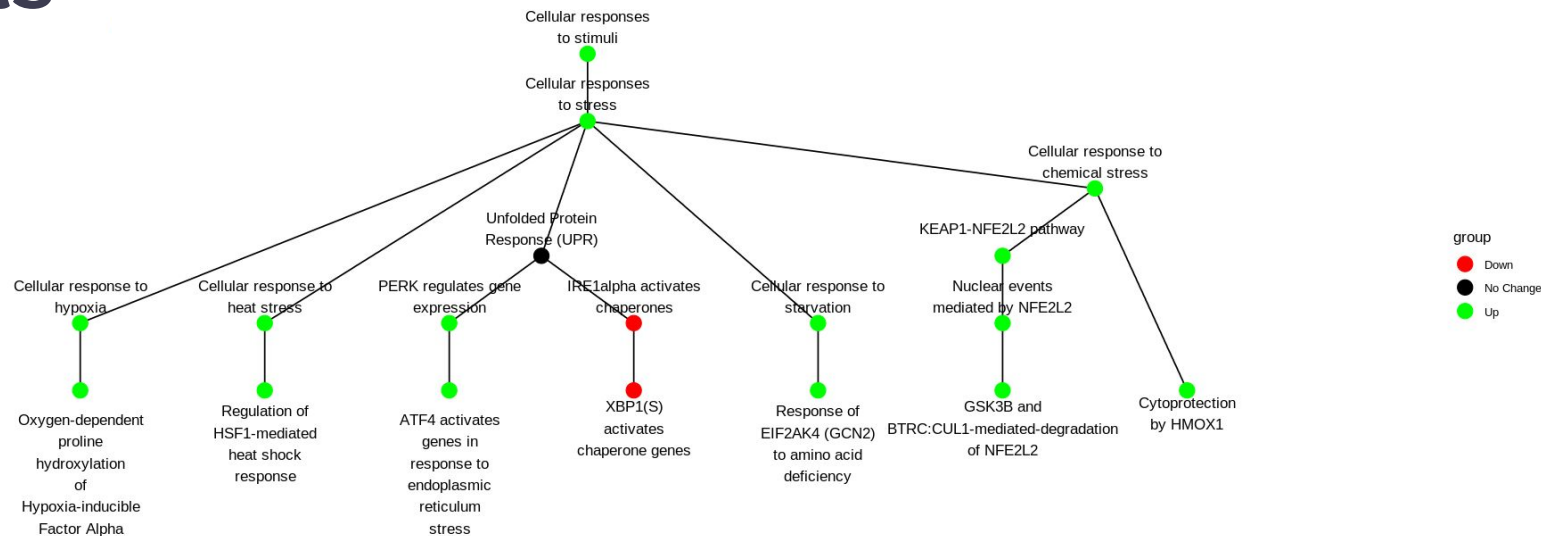 Cellular responses
to stimuli
Cellular responses
to stress
Cellular response to
chemical stress
Unfolded Protein
Response (UPR)
KEAP1-NFE2L2 pathway
Cellular response to
hypoxia
Cellular response to
heat stress
PERK regulates gene
expression
IRE1alpha activates
chaperones
Cellular response to
starvation
Nuclear events
mediated by NFE2L2
Oxygen-dependent
proline
hydroxylation
of
Hypoxia-inducible
Factor Alpha
Regulation of
HSF1-mediated
heat shock
response
ATF4 activates
genes in
response to
endoplasmic
reticulum
stress
XBP1(S)
activates
chaperone genes
Response of
EIF2AK4 (GCN2)
to amino acid
deficiency
GSK3B and
BTRC:CUL1-mediated-degradation
of NFE2L2
Cytoprotection
by HMOX1
group
Down
No Change
Up